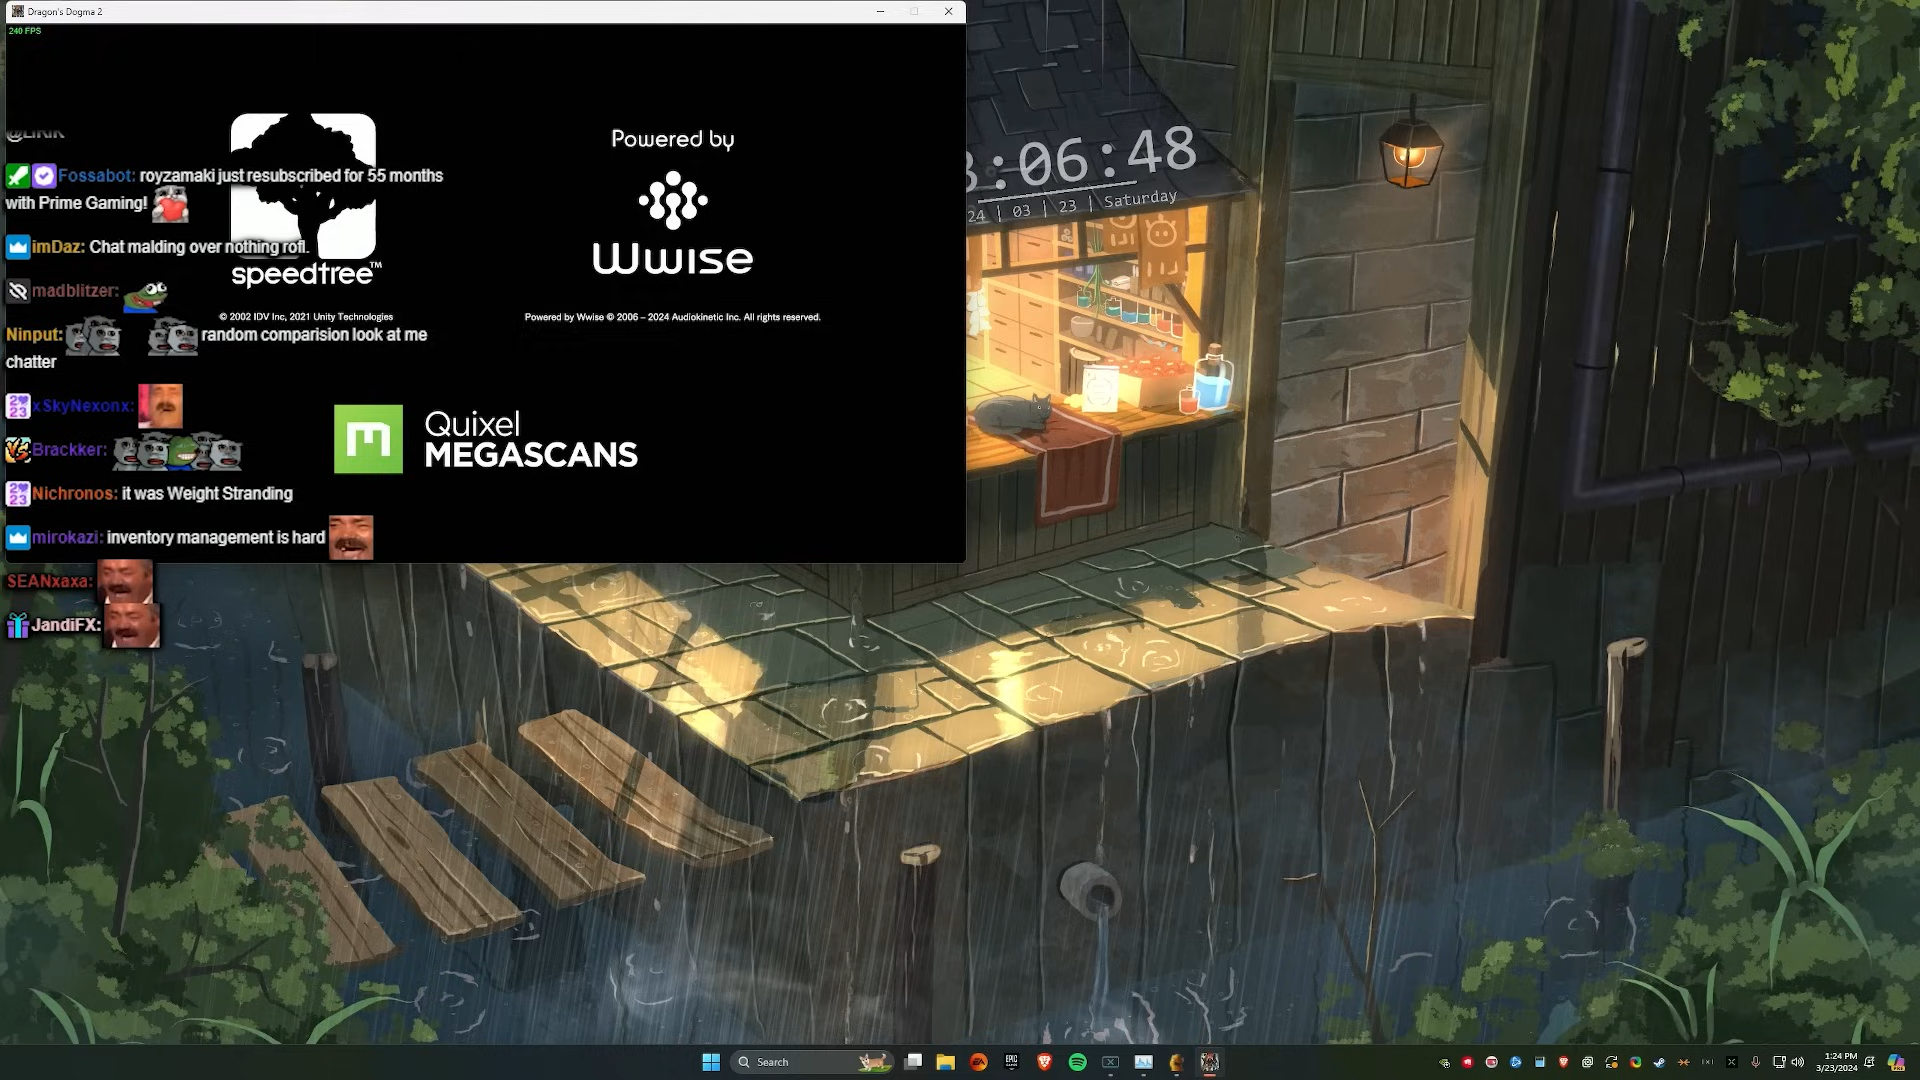 Dragon's Dogma 2
240 FPS
@LIRIK
Fossabot: royzamaki just resubscribed for 55 months
with Prime Gaming!
imDaz: Chat malding over nothing rofl.
madblitzer:
Ninput: random comparision look at me
chatter
xSkyNexonx:
Brackker:
Nichronos: it was Weight Stranding
mirokazi: inventory management is hard
SEANxaxa:
JandiFX:
speedtree™
© 2002 IDV Inc, 2021 Unity Technologies
Powered by
Wwise
Powered by Wwise © 2006 – 2024 Audiokinetic Inc. All rights reserved.
Quixel
MEGASCANS
:06:48
24 | 03 | 23 | Saturday
Search
EPIC
1:24 PM
3/23/2024